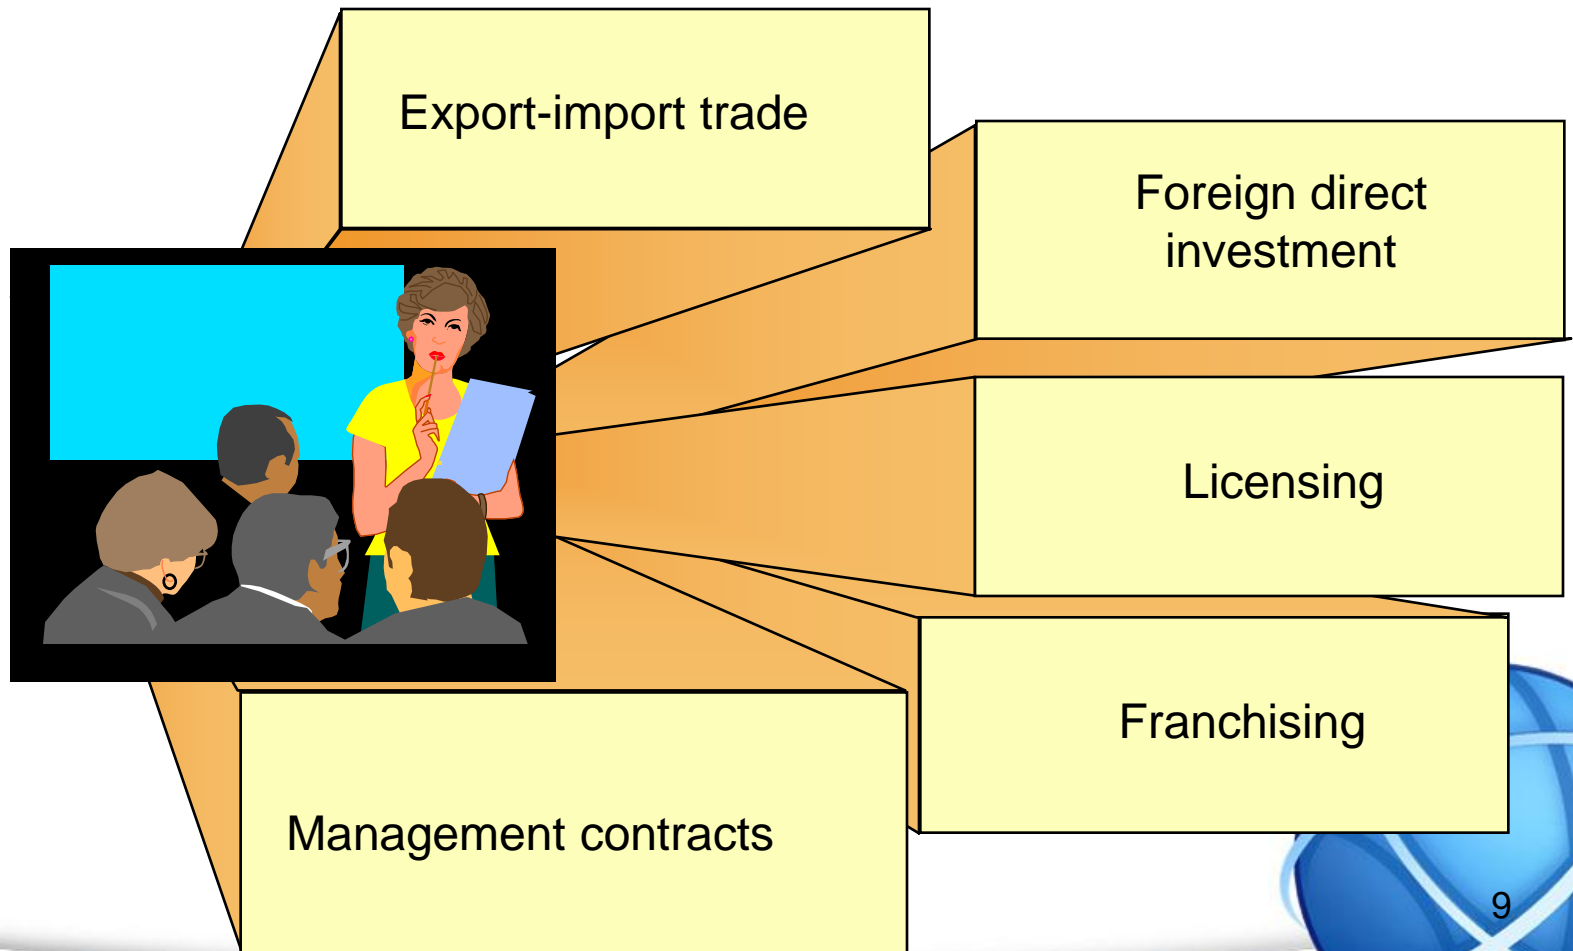 Export-import trade
Foreign direct
investment
Licensing
Franchising
Management contracts
9